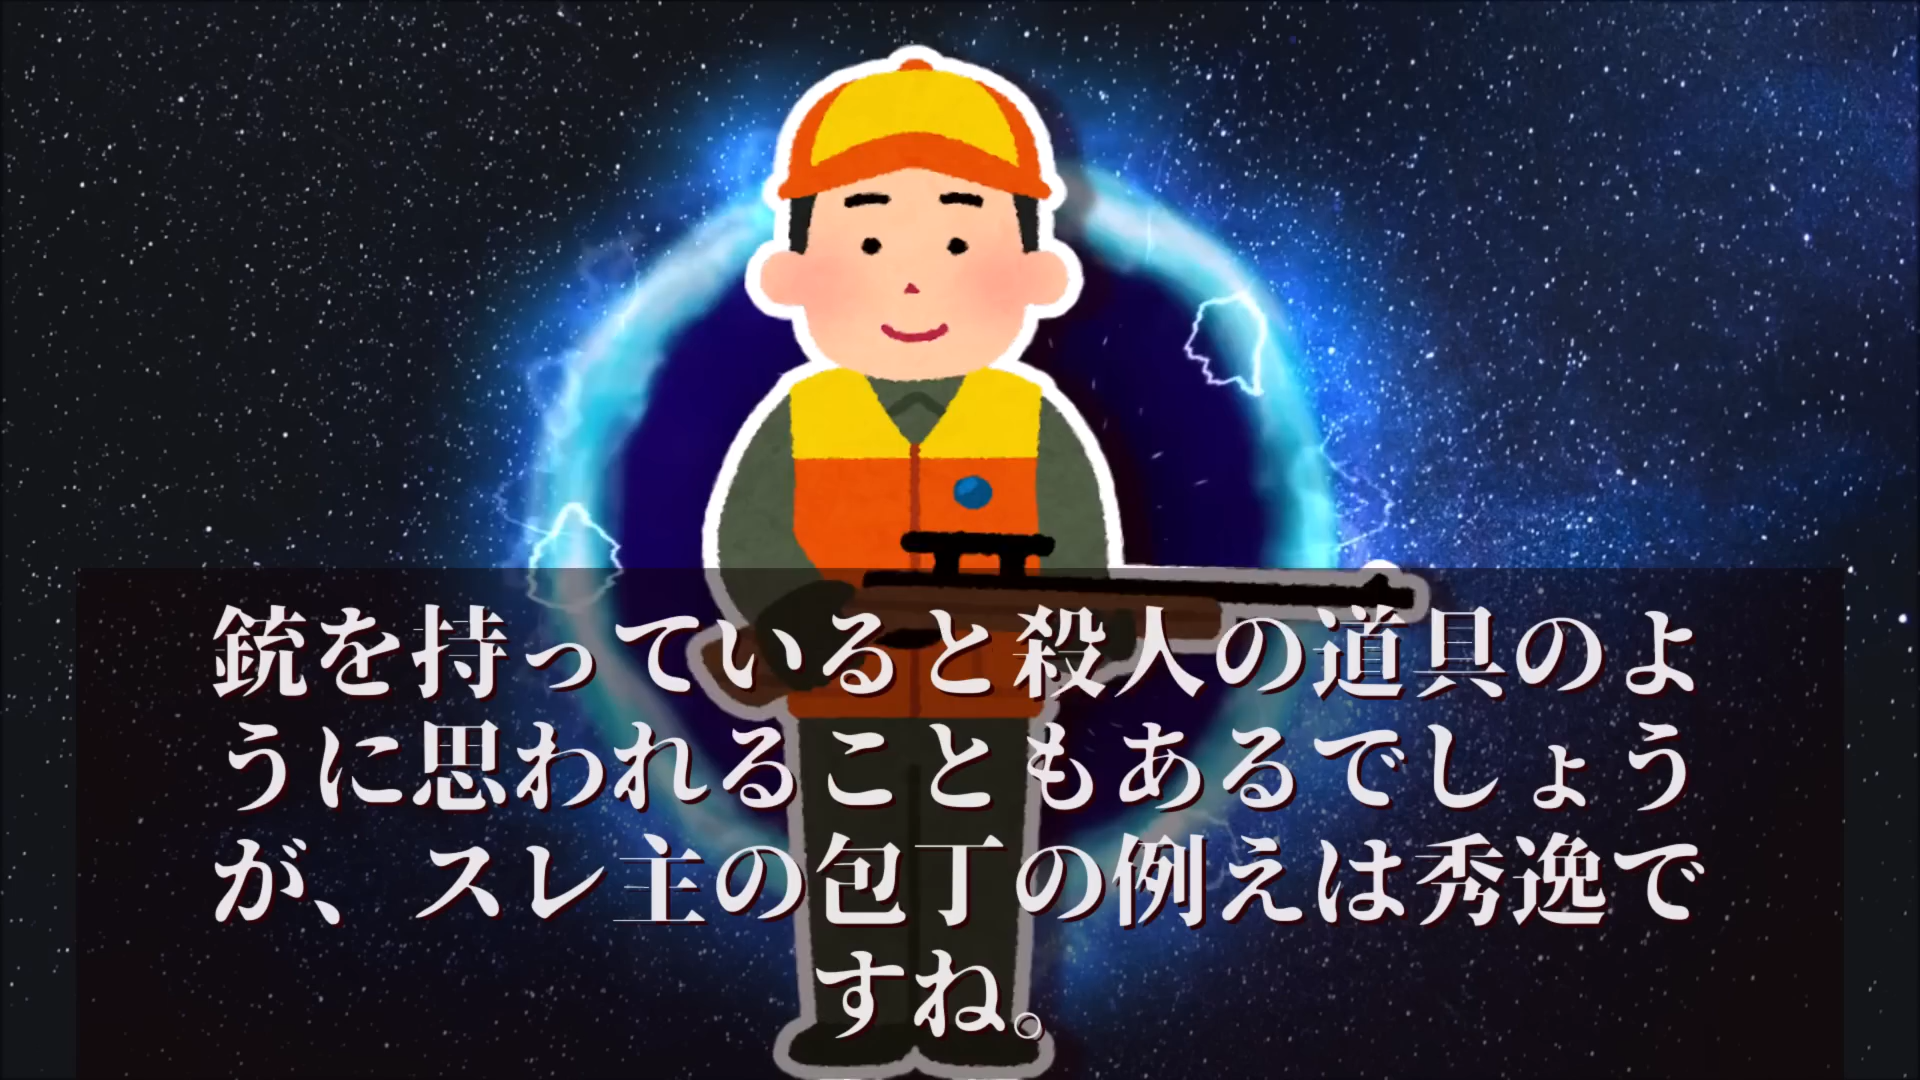 銃を持っていると殺人の道具のよ
うに思われることもあるでしょう
が、スレ主の包丁の例えは秀逸で
すね。